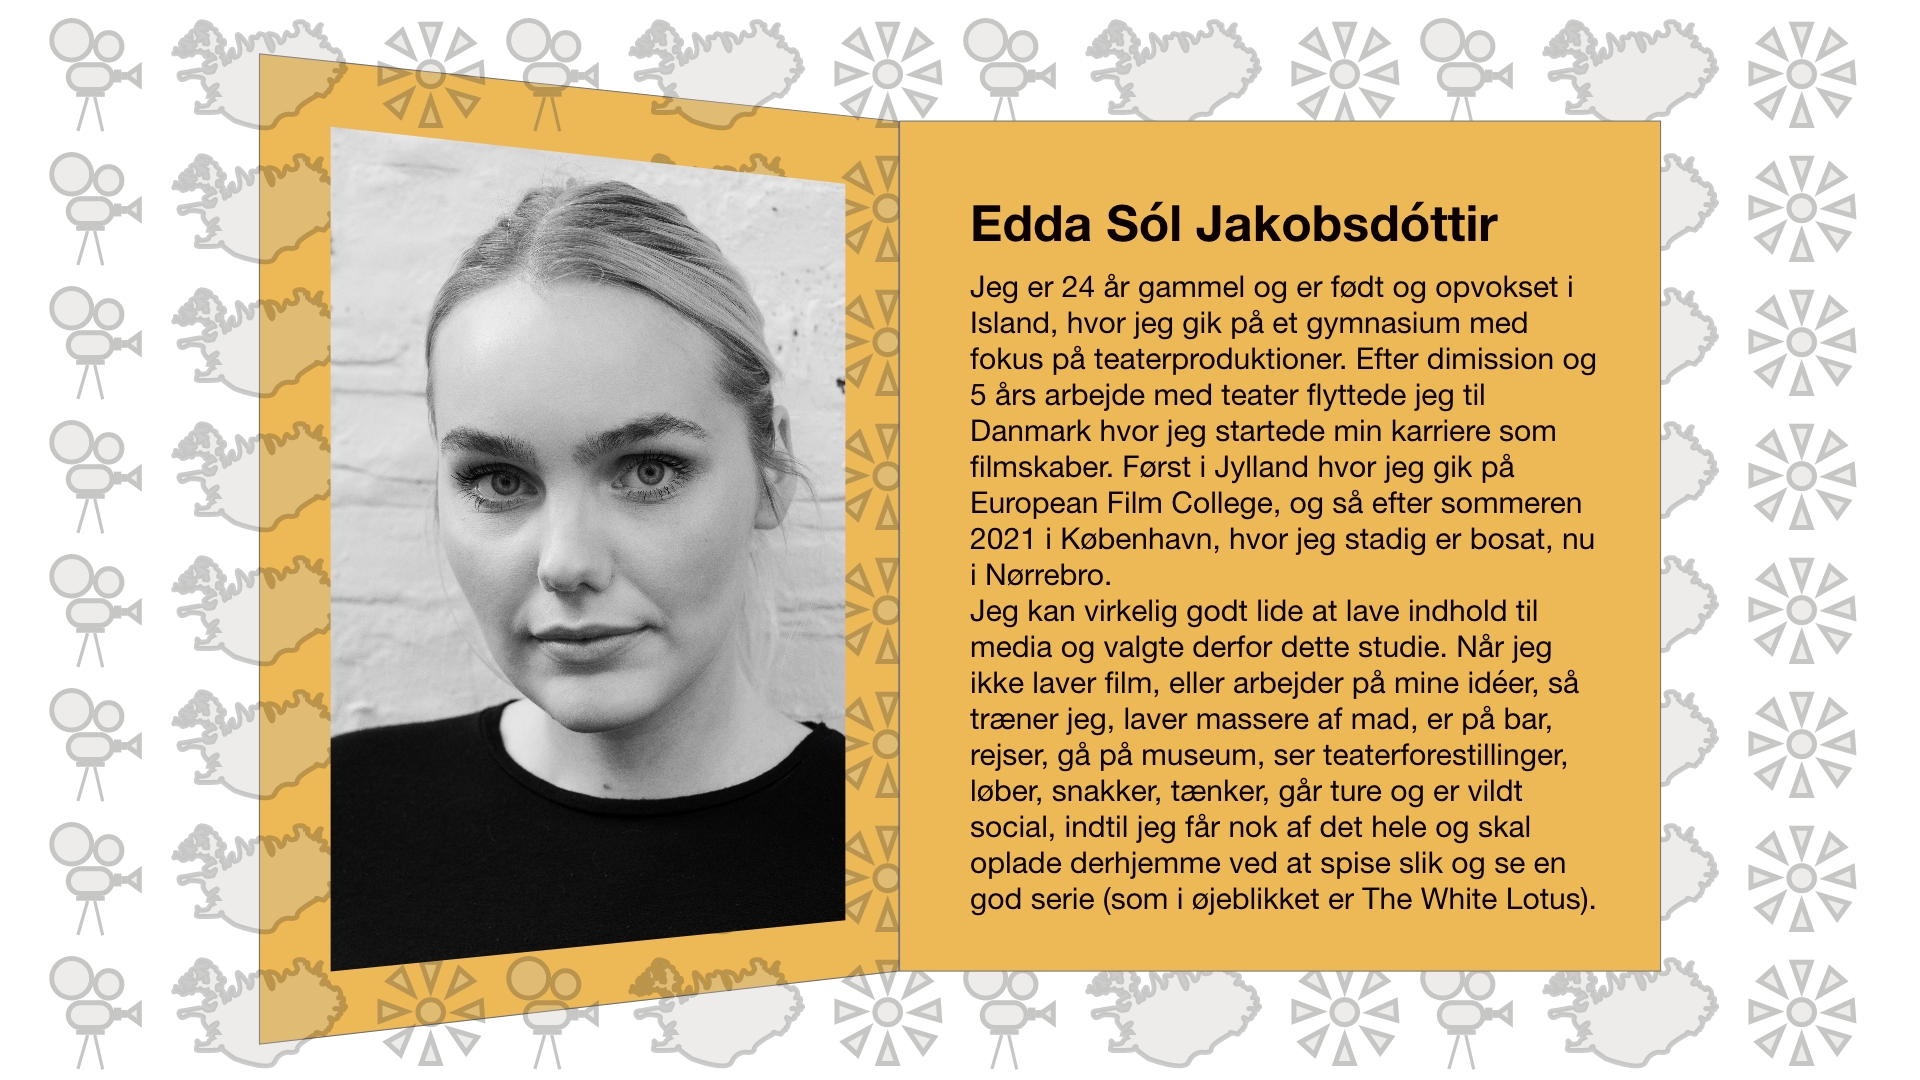 Edda Sól Jakobsdóttir
Jeg er 24 år gammel og er født og opvokset i
Island, hvor jeg gik på et gymnasium med
fokus på teaterproduktioner. Efter dimission og
5 års arbejde med teater flyttede jeg til
Danmark hvor jeg startede min karriere som
filmskaber. Først i Jylland hvor jeg gik på
European Film College, og så efter sommeren
2021 i København, hvor jeg stadig er bosat, nu
i Nørrebro.
Jeg kan virkelig godt lide at lave indhold til
media og valgte derfor dette studie. Når jeg
ikke laver film, eller arbejder på mine idéer, så
træner jeg, laver massere af mad, er på bar,
rejser, gå på museum, ser teaterforestillinger,
løber, snakker, tænker, går ture og er vildt
social, indtil jeg får nok af det hele og skal
oplade derhjemme ved at spise slik og se en
god serie (som i øjeblikket er The White Lotus).